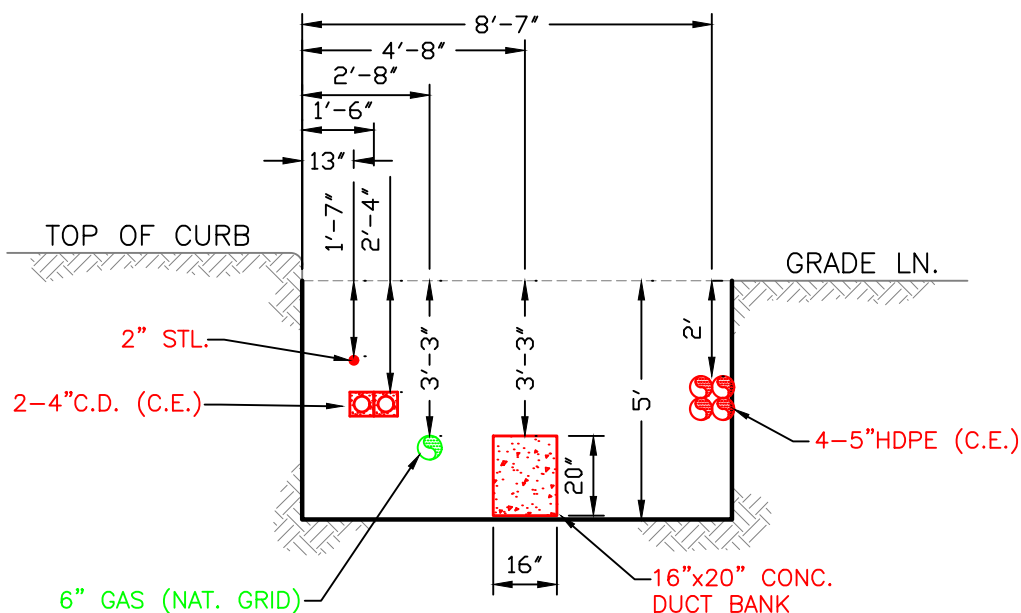 8'-7"
4'-8"
2'-8"
1'-6"
13"
1'-7"
2'-4"
TOP OF CURB
GRADE LN.
2" STL.
2-4"C.D. (C.E.)
3'-3"
3'-3"
5'
2'
4-5"HDPE (C.E.)
20"
16"
6" GAS (NAT. GRID)
16"x20" CONC.
DUCT BANK